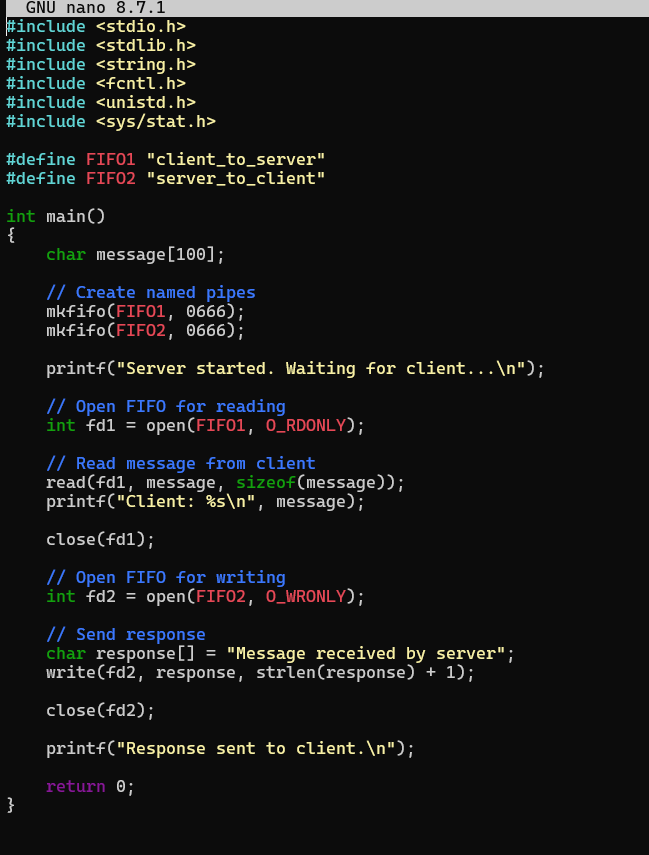 GNU nano 8.7.1
#include <stdio.h>
#include <stdlib.h>
#include <string.h>
#include <fcntl.h>
#include <unistd.h>
#include <sys/stat.h>
#define FIFO1 "client_to_server"
#define FIFO2 "server_to_client"
int main()
{
    char message[100];
    // Create named pipes
    mkfifo(FIFO1, 0666);
    mkfifo(FIFO2, 0666);
    printf("Server started. Waiting for client...\n");
    // Open FIFO for reading
    int fd1 = open(FIFO1, O_RDONLY);
    // Read message from client
    read(fd1, message, sizeof(message));
    printf("Client: %s\n", message);
    close(fd1);
    // Open FIFO for writing
    int fd2 = open(FIFO2, O_WRONLY);
    // Send response
    char response[] = "Message received by server";
    write(fd2, response, strlen(response) + 1);
    close(fd2);
    printf("Response sent to client.\n");
    return 0;
}